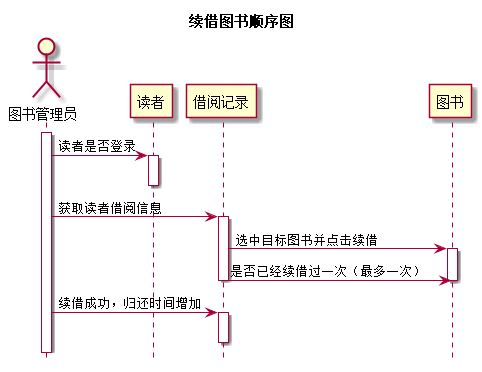 续借图书顺序图
图书管理员
读者
借阅记录
图书
读者是否登录
获取读者借阅信息
选中目标图书并点击续借
是否已经续借过一次（最多一次）
续借成功，归还时间增加